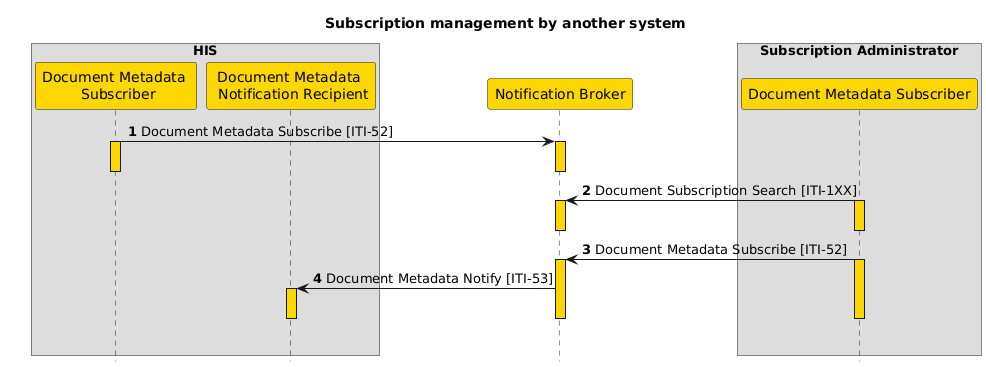 Subscription management by another system
HIS
Subscription Administrator
Document Metadata
Subscriber
Document Metadata
Notification Recipient
Notification Broker
Document Metadata Subscriber
1 Document Metadata Subscribe [ITI-52]
2 Document Subscription Search [ITI-1XX]
3 Document Metadata Subscribe [ITI-52]
4 Document Metadata Notify [ITI-53]